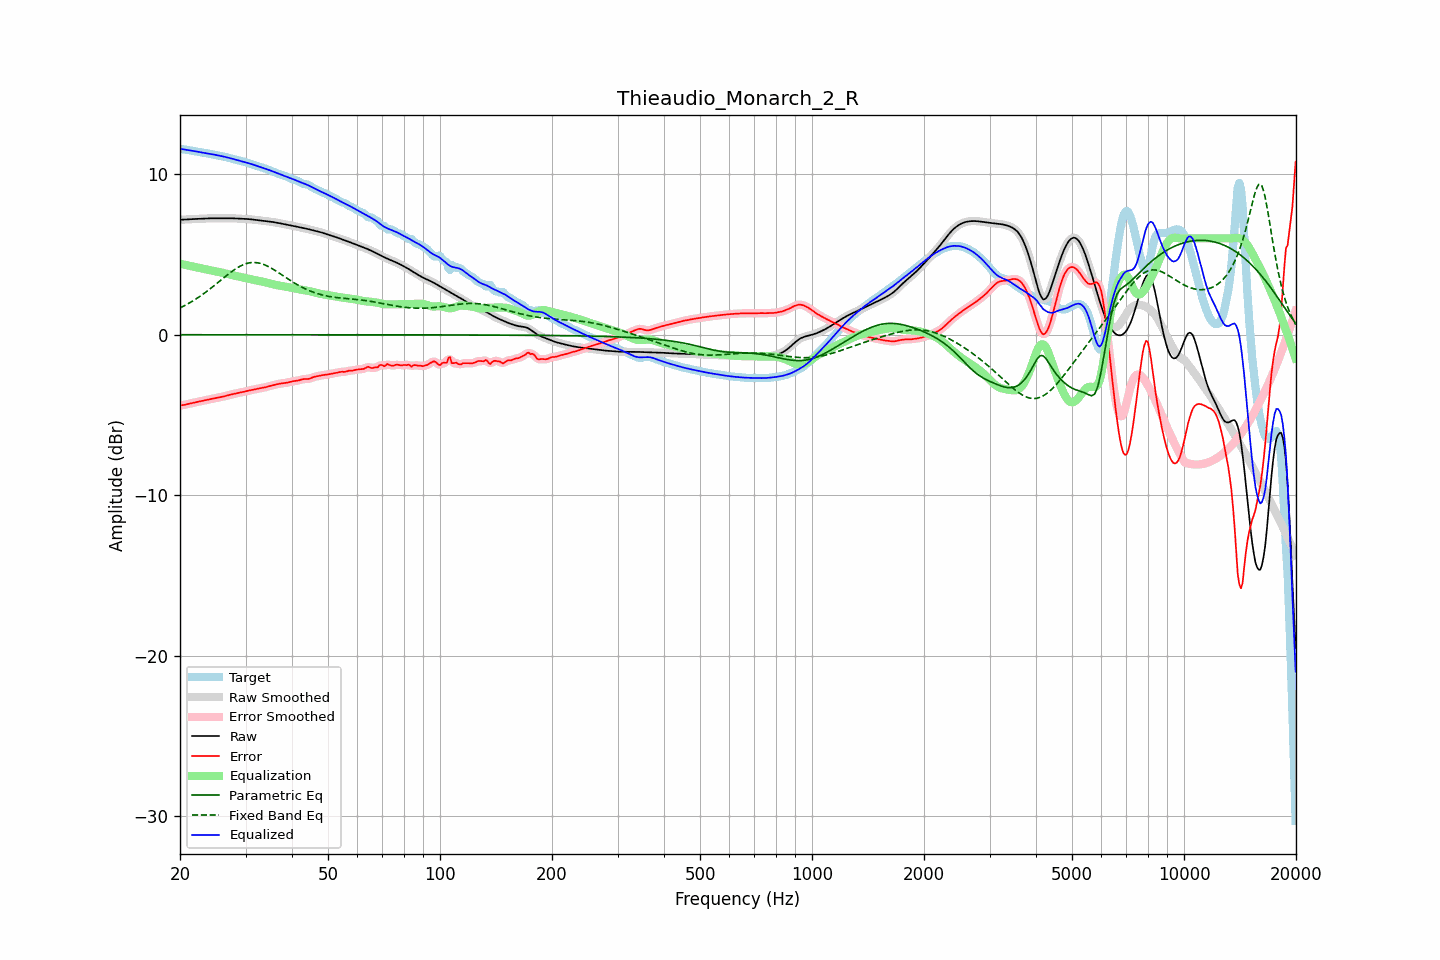 Thieaudio_Monarch_2_R
Amplitude (dBr)
10
0
−10
−20
−30
Target
Raw Smoothed
Error Smoothed
Raw
Error
Equalization
Parametric Eq
Fixed Band Eq
Equalized
20 50 100 200 500 1000 2000 5000 10000 20000
Frequency (Hz)